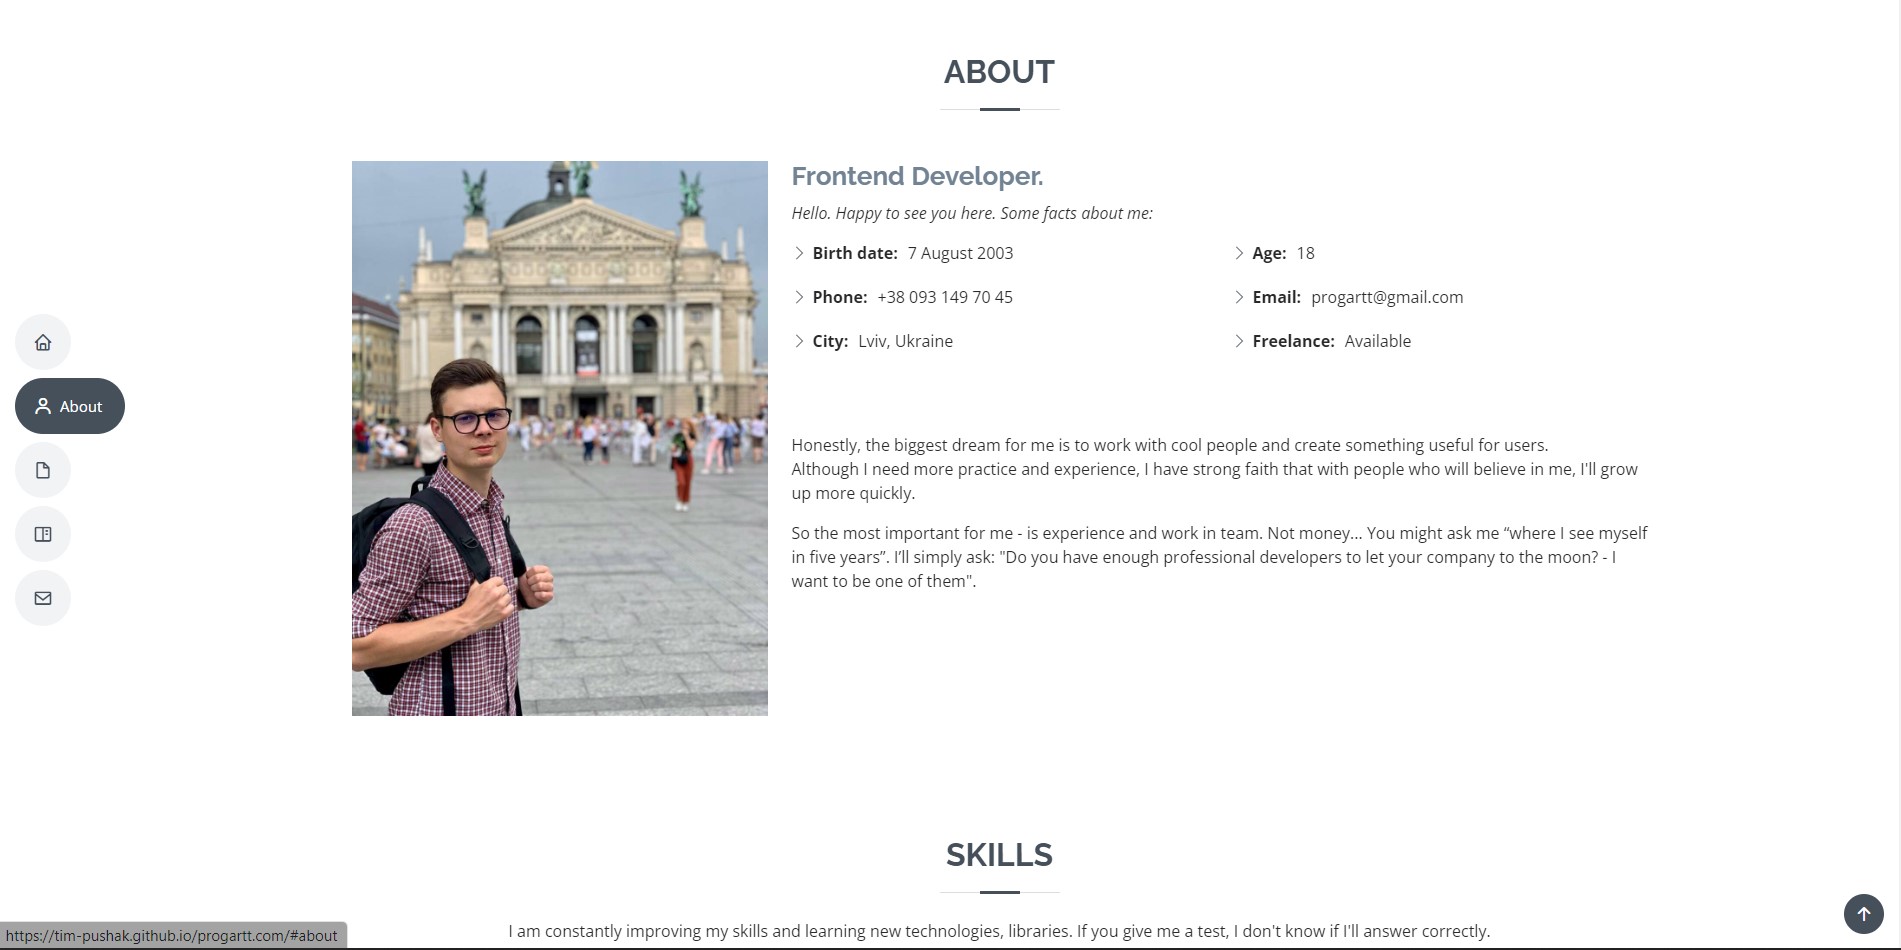 ABOUT
Frontend Developer.
Hello. Happy to see you here. Some facts about me:
Birth date: 7 August 2003
Age: 18
Phone: +38 093 149 70 45
Email: progartt@gmail.com
City: Lviv, Ukraine
Freelance: Available
About
Honestly, the biggest dream for me is to work with cool people and create something useful for users.
Although I need more practice and experience, I have strong faith that with people who will believe in me, I'll grow
up more quickly.
So the most important for me - is experience and work in team. Not money... You might ask me “where I see myself
in five years”. I’ll simply ask: "Do you have enough professional developers to let your company to the moon? - I
want to be one of them".
SKILLS
I am constantly improving my skills and learning new technologies, libraries. If you give me a test, I don't know if I'll answer correctly.
https://tim-pushak.github.io/progartt.com/#about